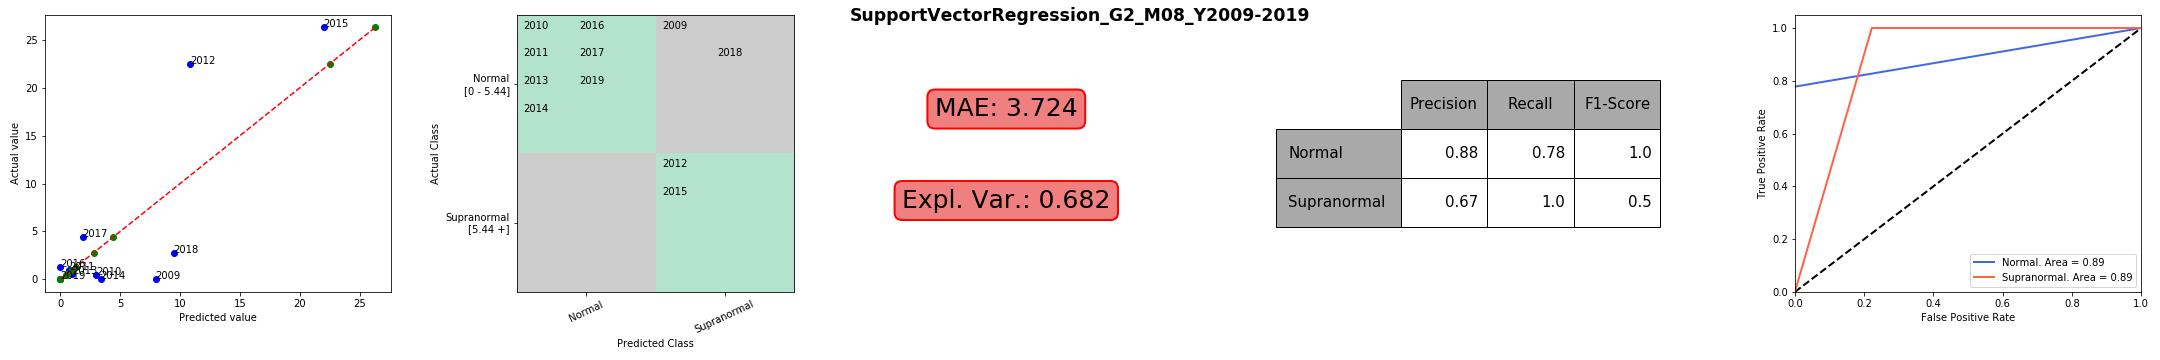 SupportVectorRegression_G2_M08_Y2009-2019
Actual value
25
20
15
10
5
0
2015
2012
2017
2018
2016
2011
2013
2010
2014
2009
0 5 10 15 20 25
Predicted value
Actual Class
Normal
[0 - 5.44]
Supranormal
[5.44 +]
2010 2016 2009
2011 2017 2018
2013 2019
2014
2012
2015
Normal Supranormal
Predicted Class
MAE: 3.724
Expl. Var.: 0.682
Precision Recall F1-Score
Normal 0.88 0.78 1.0
Supranormal 0.67 1.0 0.5
True Positive Rate
1.0
0.8
0.6
0.4
0.2
0.0
Normal. Area = 0.89
Supranormal. Area = 0.89
0.0 0.2 0.4 0.6 0.8 1.0
False Positive Rate